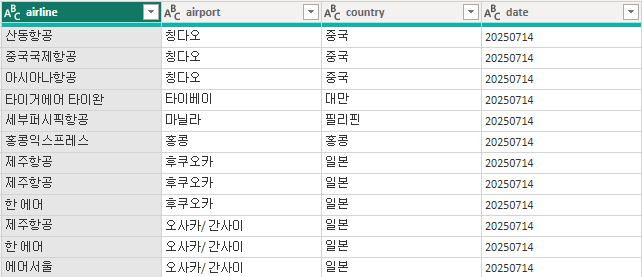 ABC airline ABC airport ABC country ABC date
산동항공 칭다오 중국 20250714
중국국제항공 칭다오 중국 20250714
아시아나항공 칭다오 중국 20250714
타이거에어 타이완 타이베이 대만 20250714
세부퍼시픽항공 마닐라 필리핀 20250714
홍콩익스프레스 홍콩 홍콩 20250714
제주항공 후쿠오카 일본 20250714
제주항공 후쿠오카 일본 20250714
한 에어 후쿠오카 일본 20250714
제주항공 오사카/ 간사이 일본 20250714
한 에어 오사카/ 간사이 일본 20250714
에어서울 오사카/ 간사이 일본 20250714